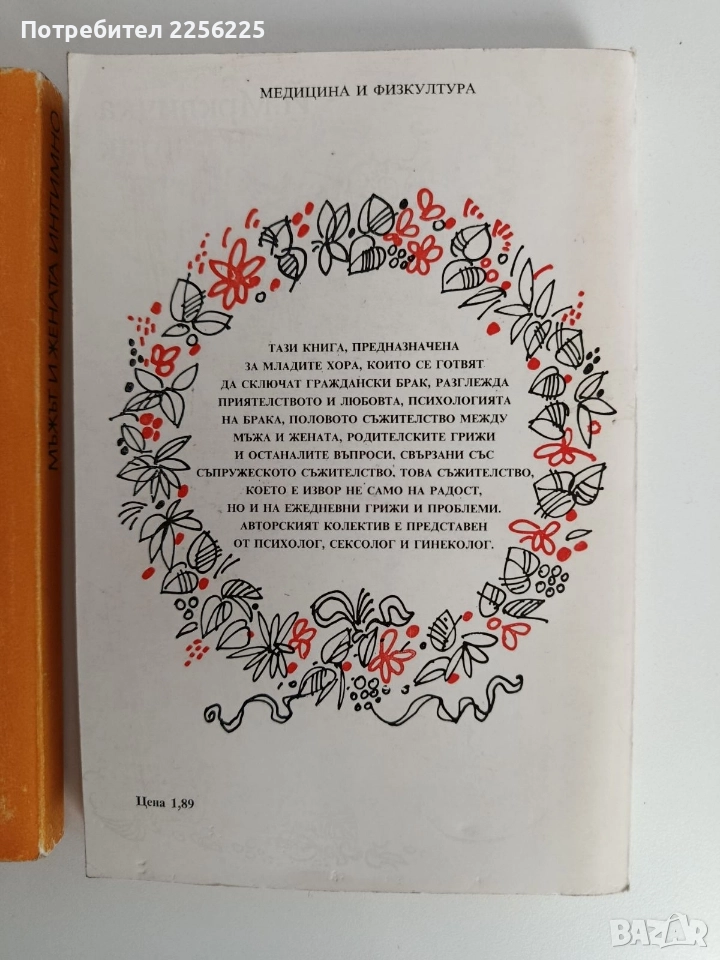 Потребител 2256225
МЕДИЦИНА И ФИЗКУЛТУРА
МЪЖЪТ И ЖЕНАТА ИНТИМНО
ТАЗИ КНИГА, ПРЕДНАЗНАЧЕНА
ЗА МЛАДИТЕ ХОРА, КОИТО СЕ ГОТВЯТ
ДА СКЛЮЧАТ ГРАЖДАНСКИ БРАК, РАЗГЛЕЖДА
ПРИЯТЕЛСТВОТО И ЛЮБОВТА, ПСИХОЛОГИЯТА
НА БРАКА, ПОЛОВОТО СЪЖИТЕЛСТВО МЕЖДУ
МЪЖА И ЖЕНАТА, РОДИТЕЛСКИТЕ ГРИЖИ
И ОСТАНАЛИТЕ ВЪПРОСИ, СВЪРЗАНИ СЪС
СЪПРУЖЕСКОТО СЪЖИТЕЛСТВО, ТОВА СЪЖИТЕЛСТВО,
КОЕТО Е ИЗВОР НЕ САМО НА РАДОСТ,
НО И НА ЕЖЕДНЕВНИ ГРИЖИ И ПРОБЛЕМИ.
АВТОРСКИЯТ КОЛЕКТИВ Е ПРЕДСТАВЕН
ОТ ПСИХОЛОГ, СЕКСОЛОГ И ГИНЕКОЛОГ.
Цена 1,89
BAZAR